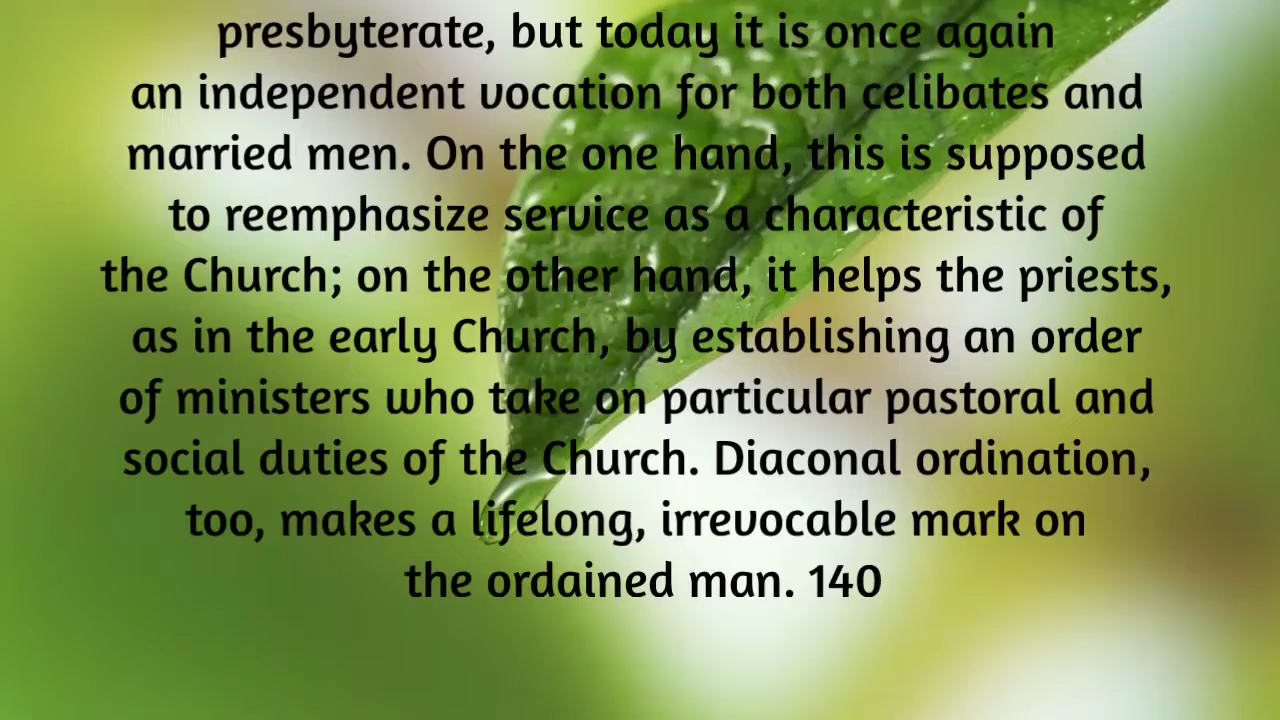 presbyterate, but today it is once again
an independent vocation for both celibates and
married men. On the one hand, this is supposed
to reemphasize service as a characteristic of
the Church; on the other hand, it helps the priests,
as in the early Church, by establishing an order
of ministers who take on particular pastoral and
social duties of the Church. Diaconal ordination,
too, makes a lifelong, irrevocable mark on
the ordained man. 140